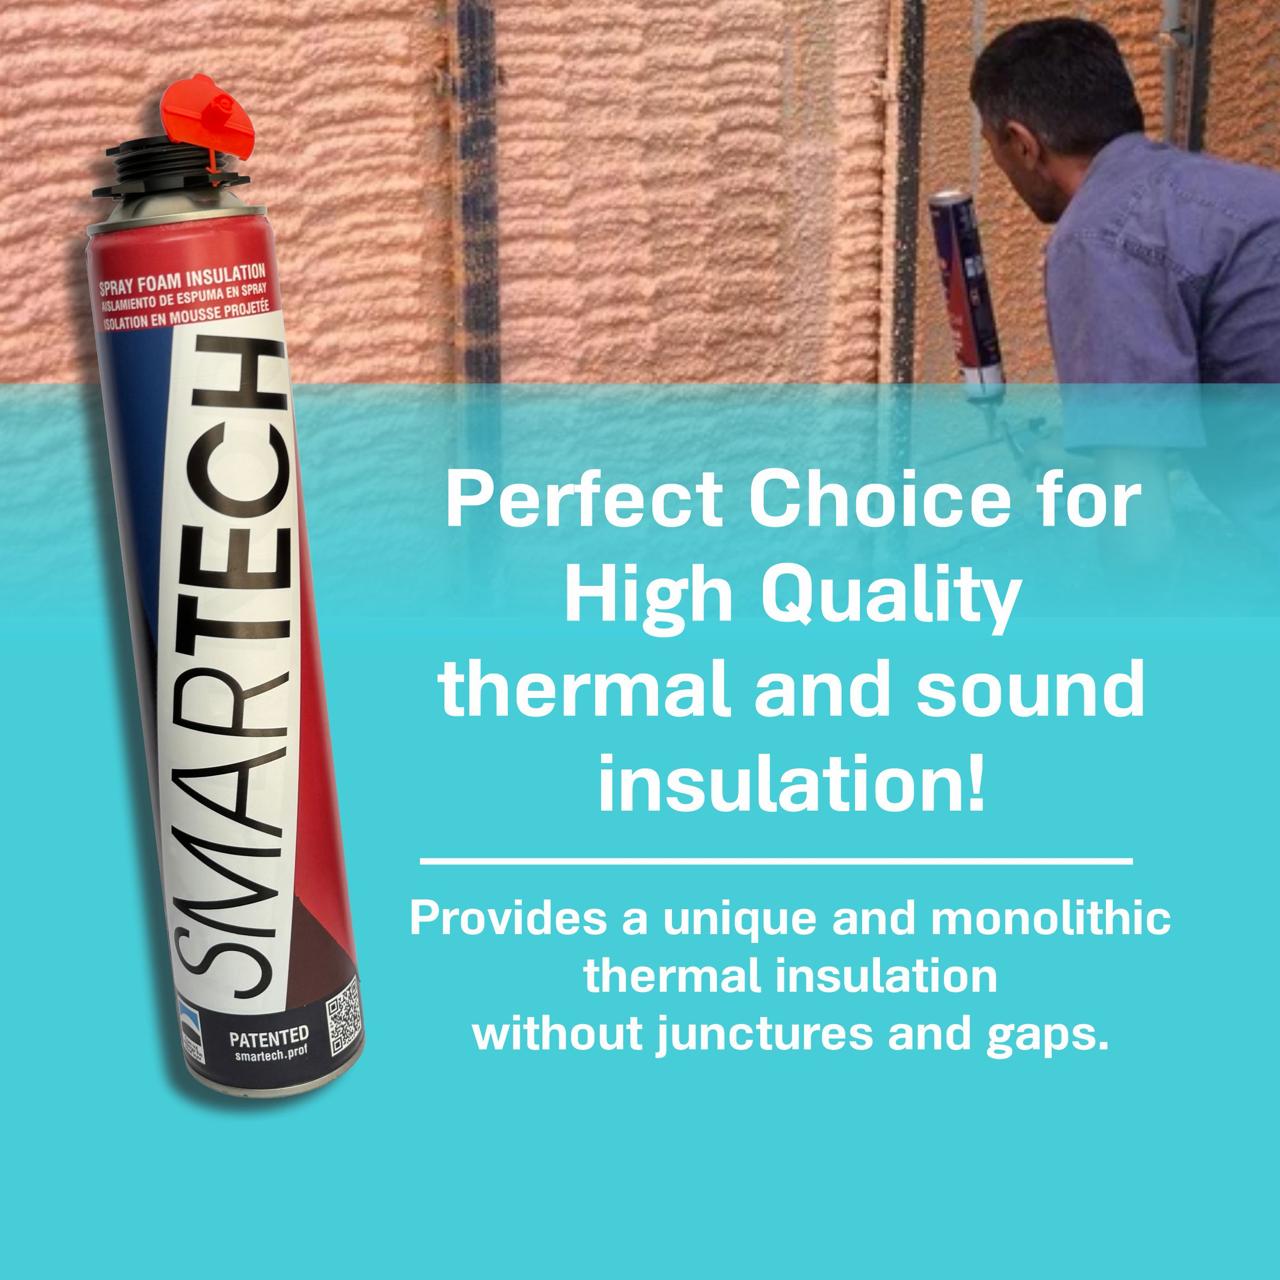 SPRAY FOAM INSULATION
AISLAMIENTO DE ESPUMA EN SPRAY
ISOLATION EN MOUSSE PROJETÉE
SMARTECH
PATENTED
smartech.prof
Perfect Choice for
High Quality
thermal and sound
insulation!
Provides a unique and monolithic
thermal insulation
without junctures and gaps.